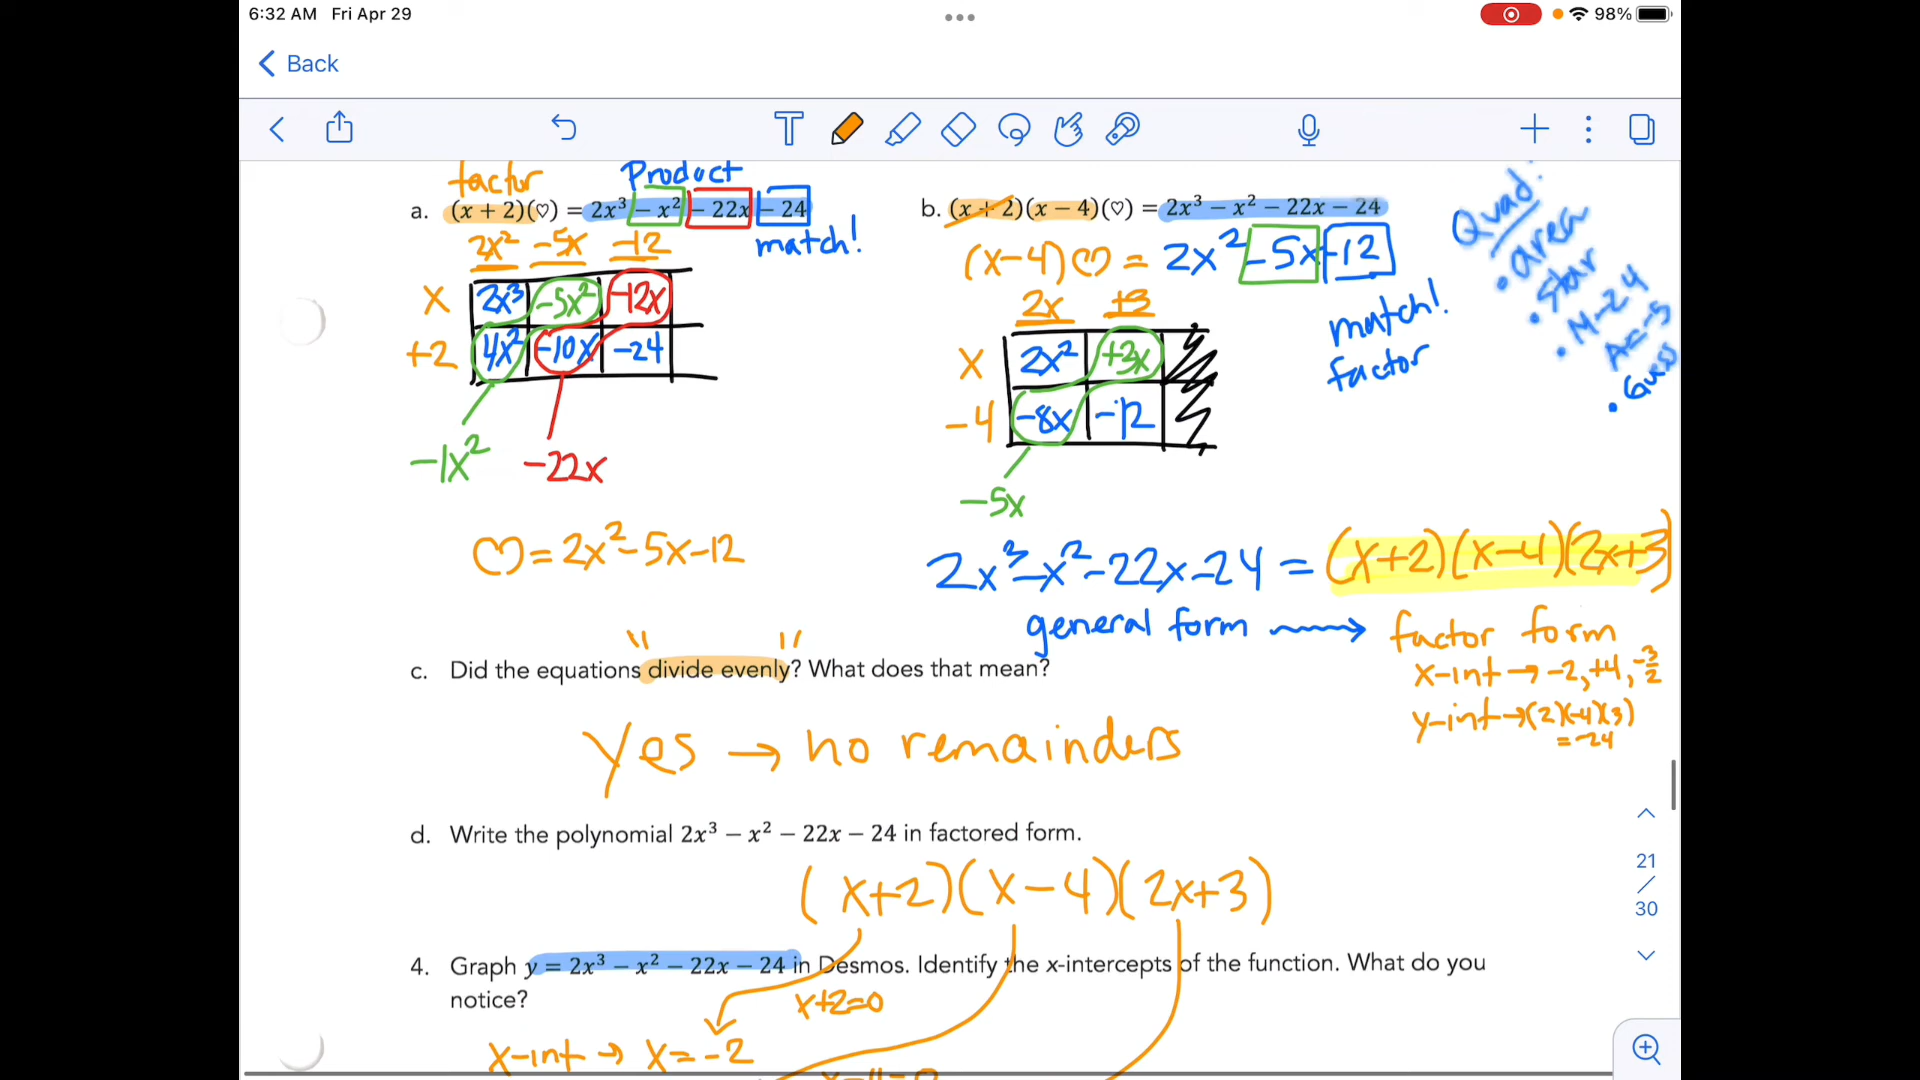 6:32 AM Fri Apr 29
98%
Back
T
factor
Product
a. (x + 2)(♡) = 2x³ − x² − 22x − 24
match!
2x² −5x −12
x 2x³ −5x² −12x
+2 4x² −10x −24
−1x² −22x
♡ = 2x² − 5x − 12
b. (x + 2)(x − 4)(♡) = 2x³ − x² − 22x − 24
(x−4)♡ = 2x² −5x −12
match!
factor
2x +3
x 2x² +3x
−4 −8x −12
−5x
Quad:
• area
• Star
• M −24
A = −5
• Guess
2x³ − x² − 22x − 24 = (x+2)(x−4)(2x+3)
general form → factor form
x-int → −2, +4, −3/2
y-int → (2)(−4)(3)
= −24
c. Did the equations "divide evenly"? What does that mean?
Yes → no remainders
d. Write the polynomial 2x³ − x² − 22x − 24 in factored form.
(x+2)(x−4)(2x+3)
4. Graph y = 2x³ − x² − 22x − 24 in Desmos. Identify the x-intercepts of the function. What do you
notice?
x+2=0
x-int → x = −2
21
/
30